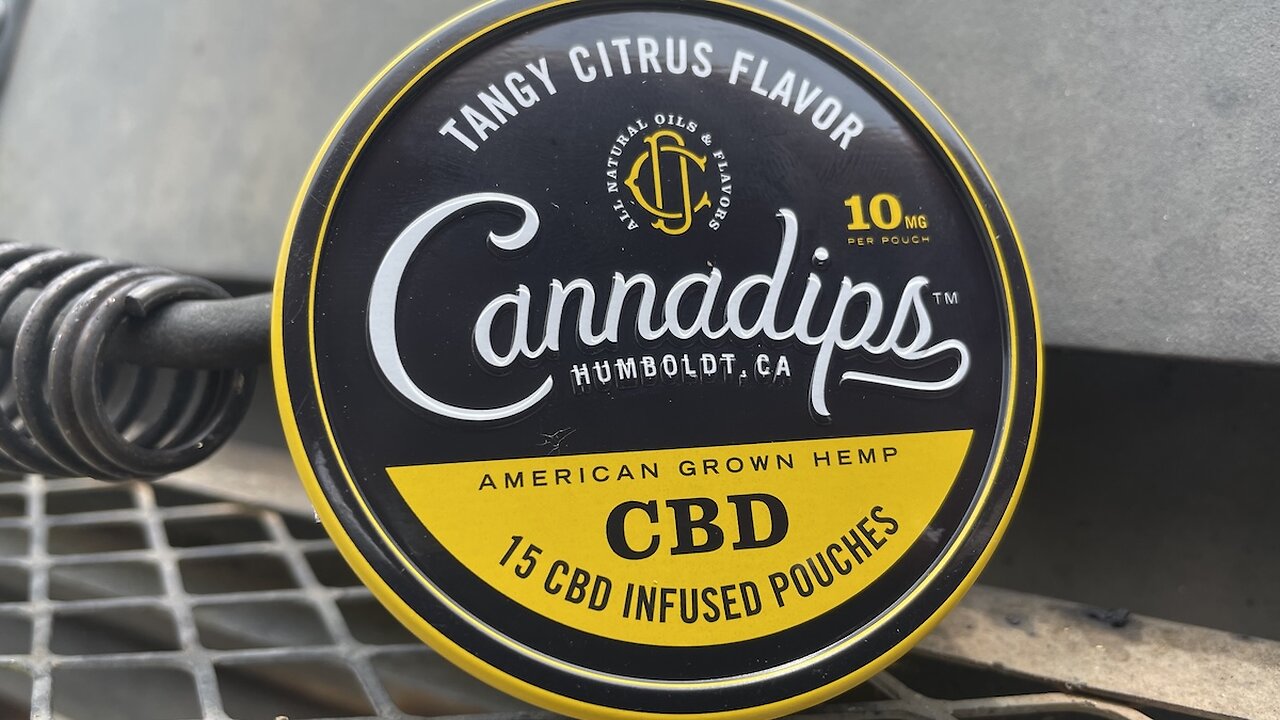 TANGY CITRUS FLAVOR
ALL NATURAL OILS & FLAVORS
10 MG
PER POUCH
Cannadips™
HUMBOLDT, CA
AMERICAN GROWN HEMP
CBD
15 CBD INFUSED POUCHES